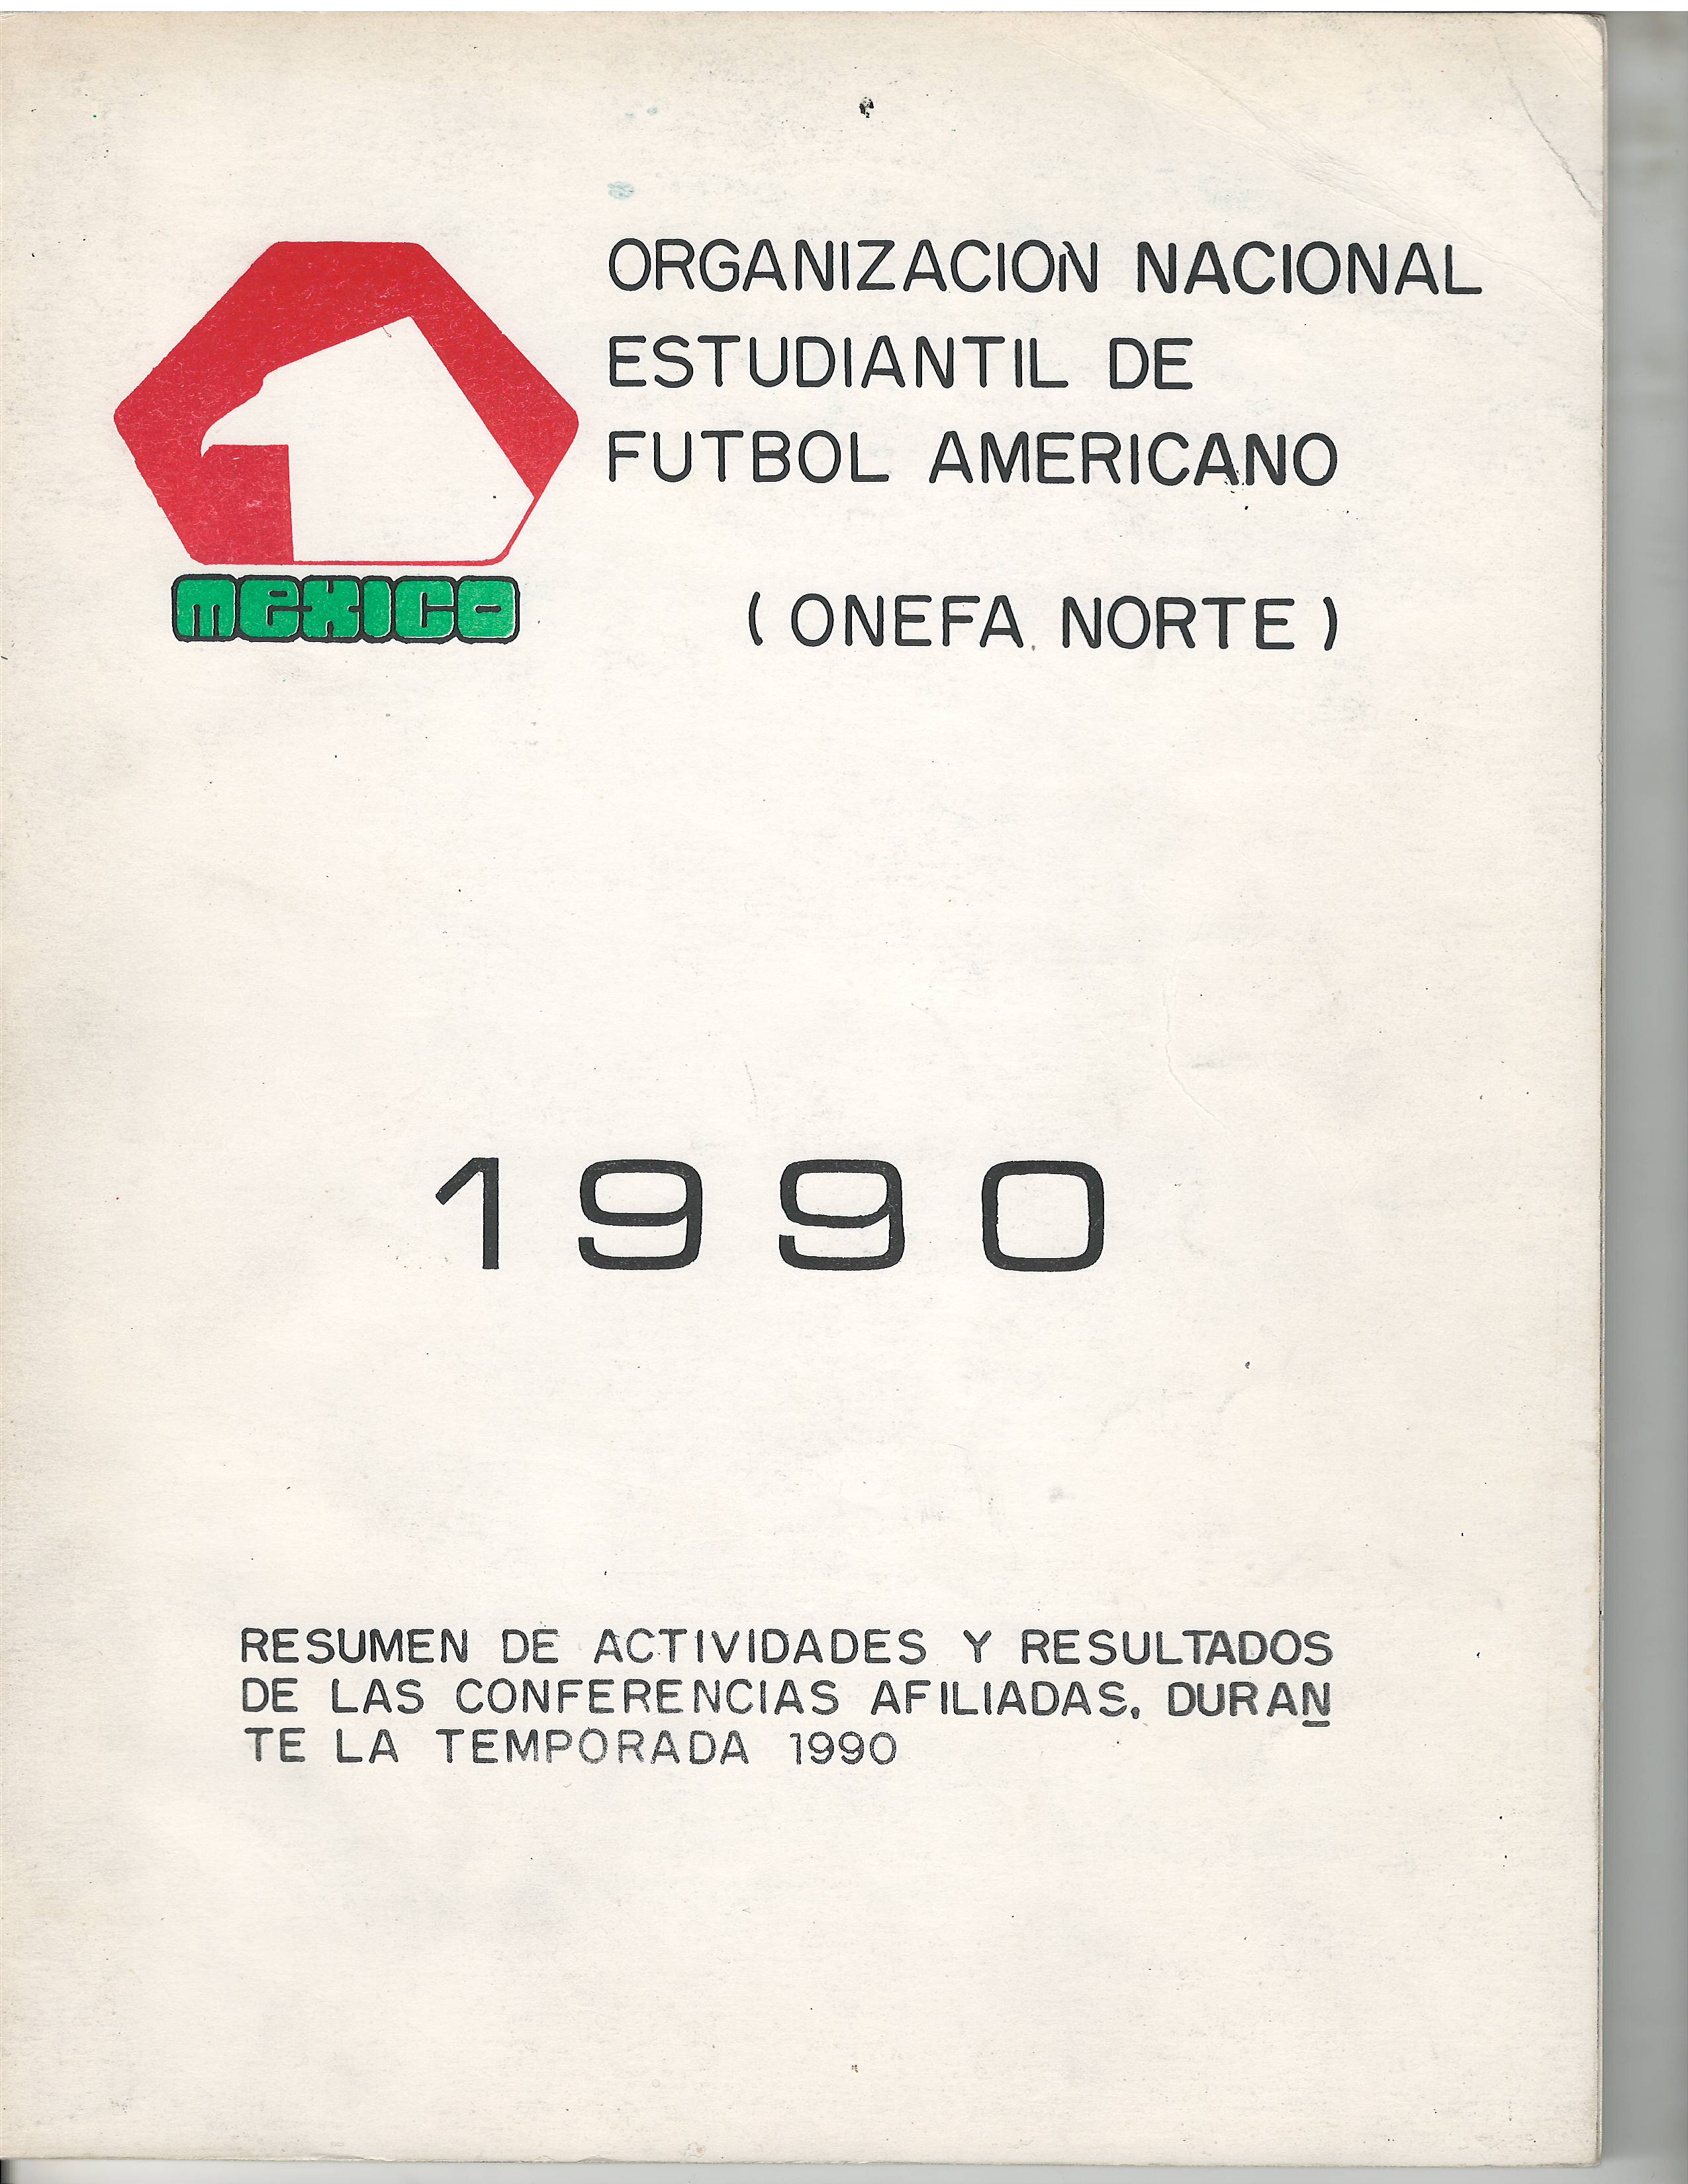 ORGANIZACION NACIONAL
ESTUDIANTIL DE
FUTBOL AMERICANO
(ONEFA NORTE)
MEXICO
1990
RESUMEN DE ACTIVIDADES Y RESULTADOS
DE LAS CONFERENCIAS AFILIADAS, DURAN
TE LA TEMPORADA 1990